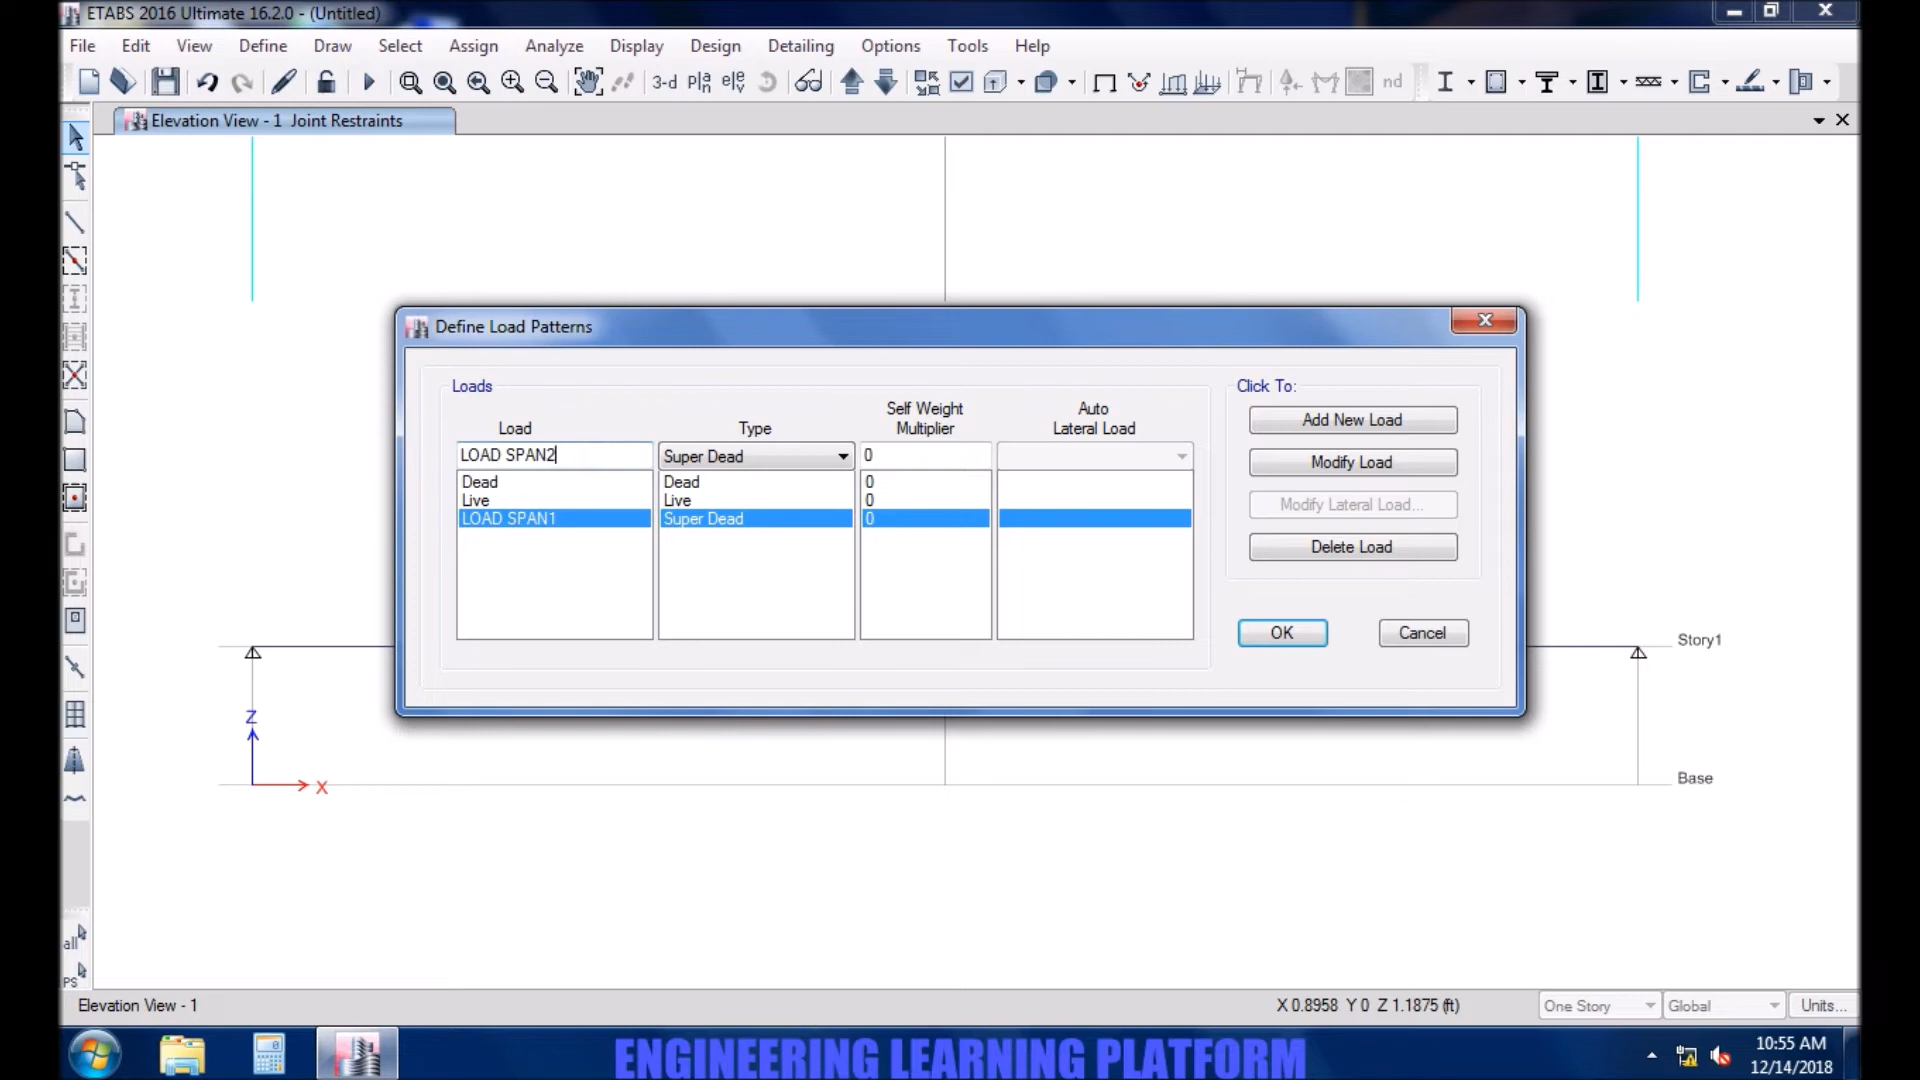 ETABS 2016 Ultimate 16.2.0 - (Untitled)
File Edit View Define Draw Select Assign Analyze Display Design Detailing Options Tools Help
3-d nd
Elevation View - 1 Joint Restraints
Define Load Patterns
Loads
Click To:
Load Type Self Weight Multiplier Auto Lateral Load
LOAD SPAN2 Super Dead 0
Dead Dead 0
Live Live 0
LOAD SPAN1 Super Dead 0
Add New Load
Modify Load
Modify Lateral Load...
Delete Load
OK Cancel
Story1
Z
X
Base
all
PS
Elevation View - 1 X 0.8958 Y 0 Z 1.1875 (ft) One Story Global Units...
ENGINEERING LEARNING PLATFORM
10:55 AM
12/14/2018